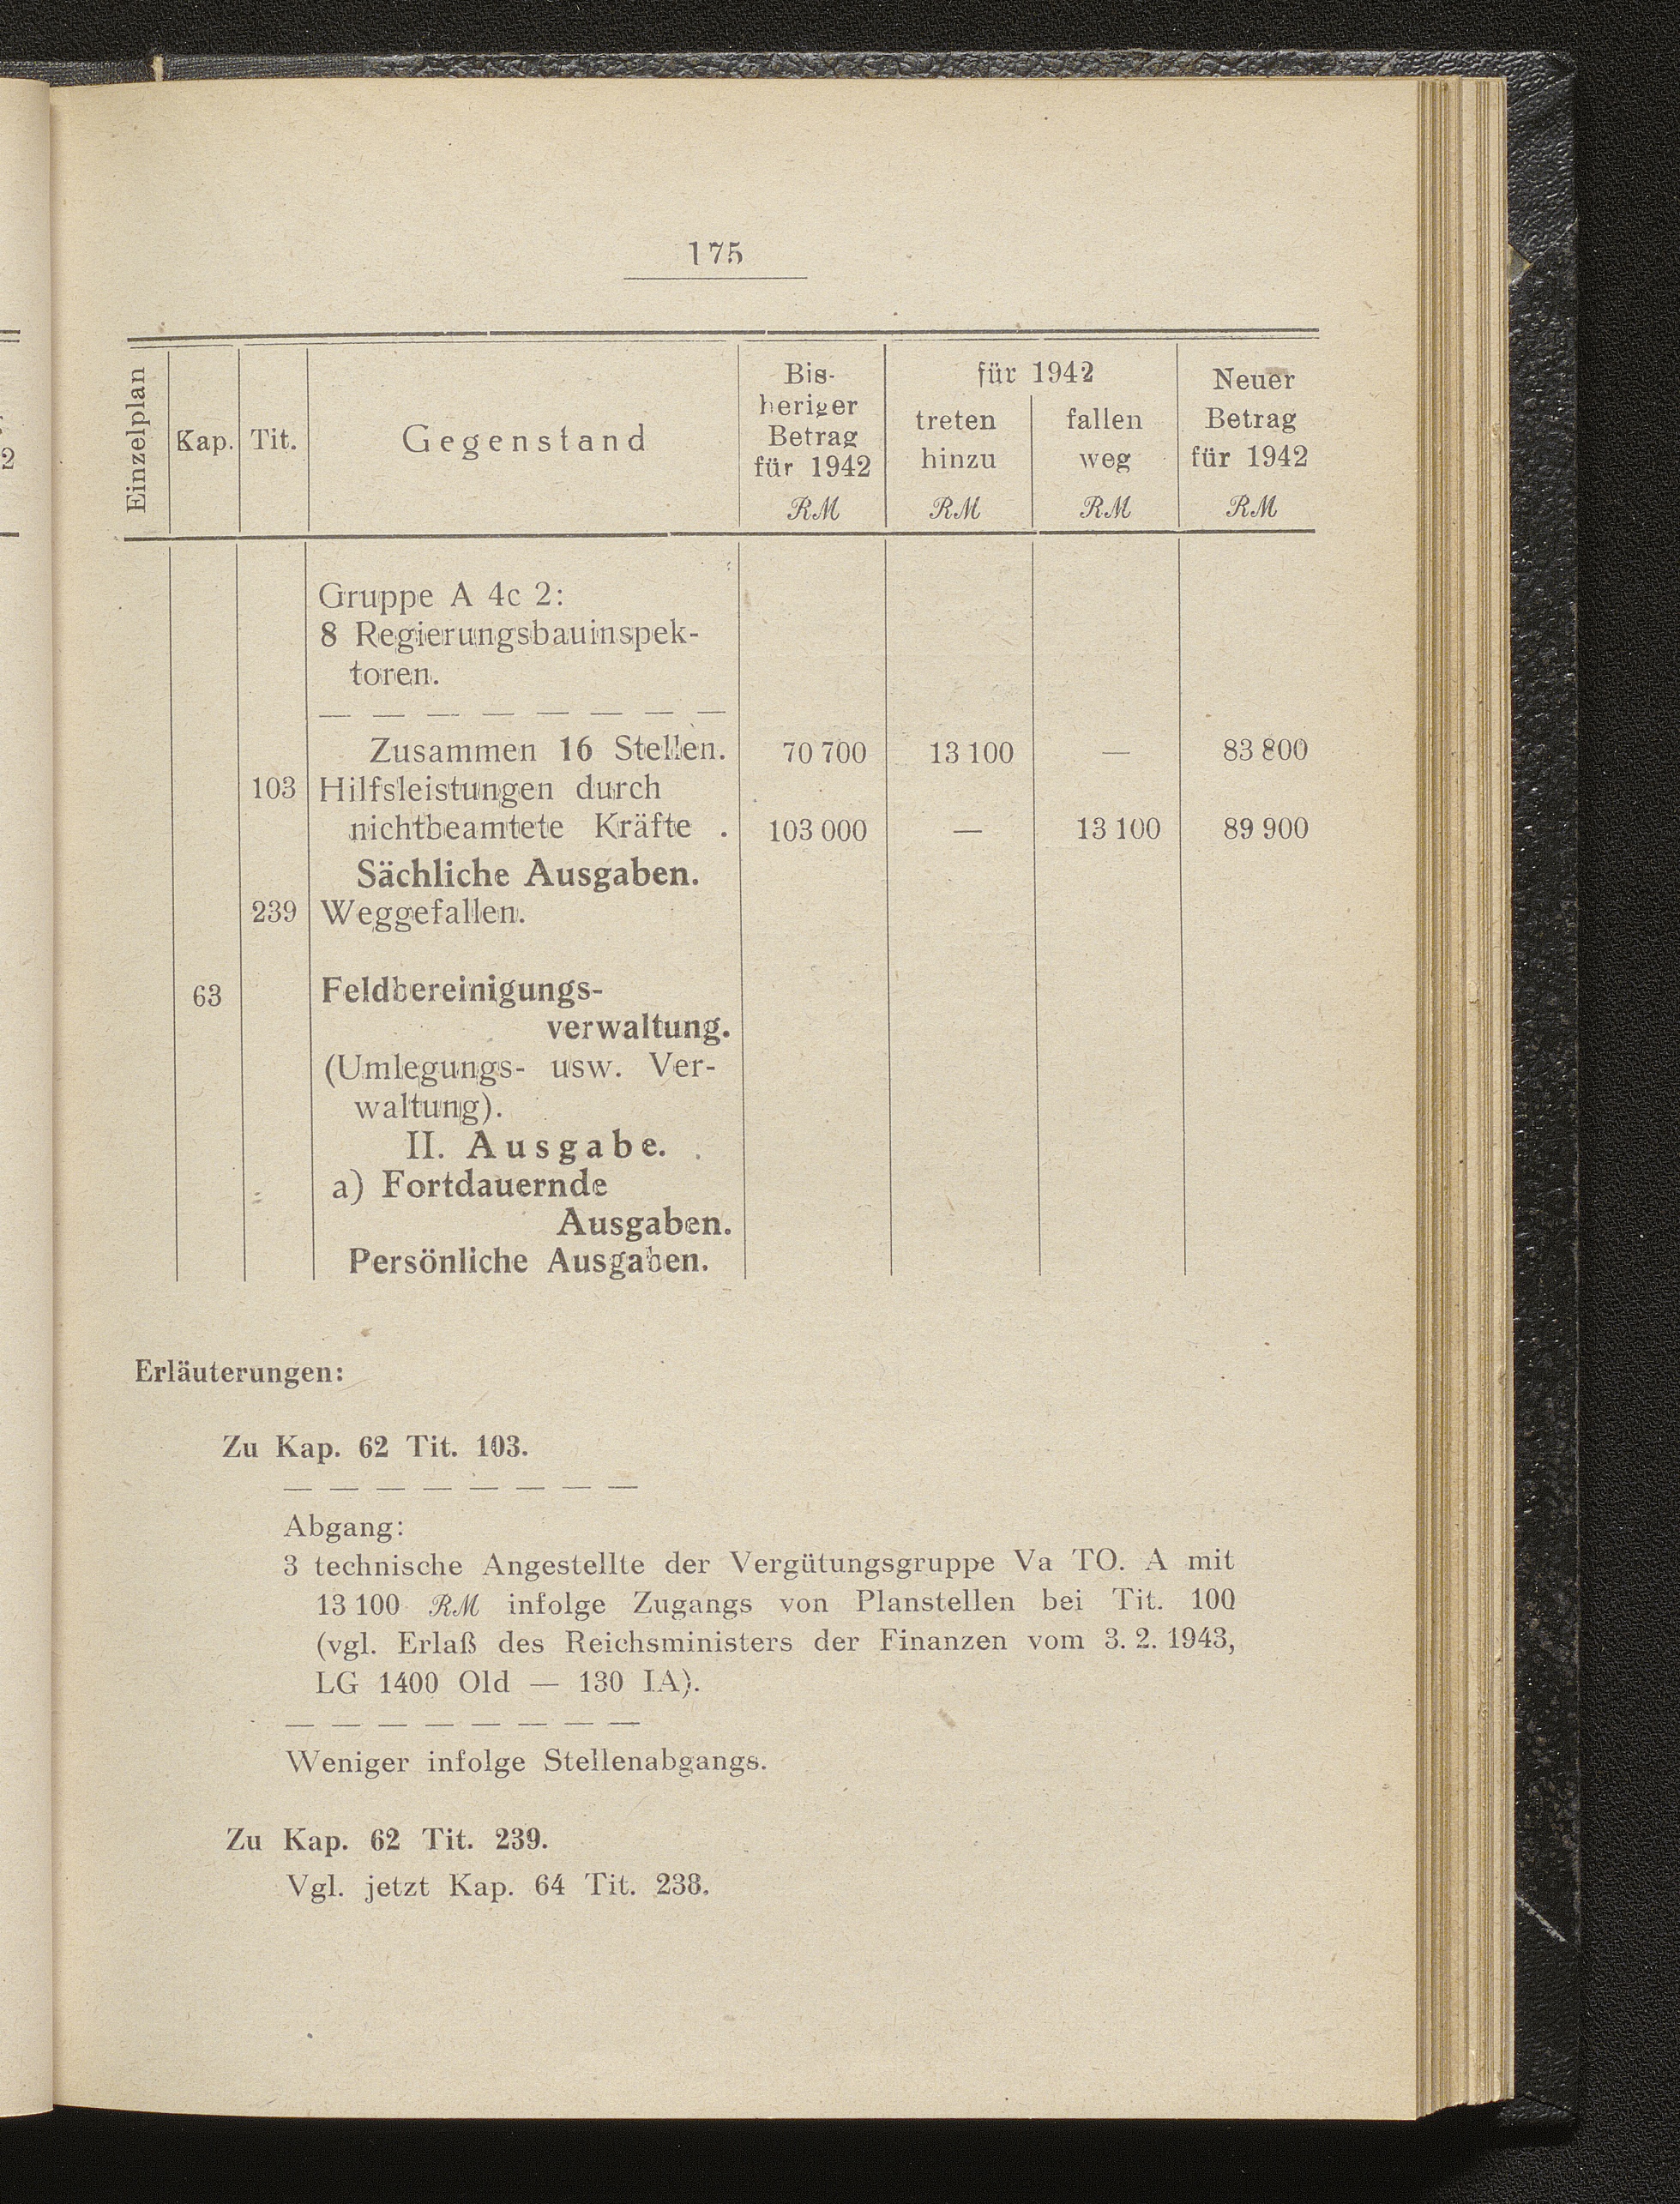 175
Einzelplan Kap. Tit. Gegenstand Bis-
heriger
Betrag
für 1942
RM
für 1942
treten
hinzu
RM
fallen
weg
RM
Neuer
Betrag
für 1942
RM
Gruppe A 4c 2:
8 Regierungsbauinspek-
toren.
— — — — — — — —
Zusammen 16 Stellen. 70 700 13 100 — 83 800
103 Hilfsleistungen durch
nichtbeamtete Kräfte . 103 000 — 13 100 89 900
Sächliche Ausgaben.
239 Weggefallen.
63 Feldbereinigungs-
verwaltung.
(Umlegungs- usw. Ver-
waltung).
II. Ausgabe.
a) Fortdauernde
Ausgaben.
Persönliche Ausgaben.
Erläuterungen:
Zu Kap. 62 Tit. 103.
— — — — — — — —
Abgang:
3 technische Angestellte der Vergütungsgruppe Va TO. A mit
13 100 RM infolge Zugangs von Planstellen bei Tit. 100
(vgl. Erlaß des Reichsministers der Finanzen vom 3. 2. 1943,
LG 1400 Old — 130 IA).
— — — — — — — —
Weniger infolge Stellenabgangs.
Zu Kap. 62 Tit. 239.
Vgl. jetzt Kap. 64 Tit. 238.
2